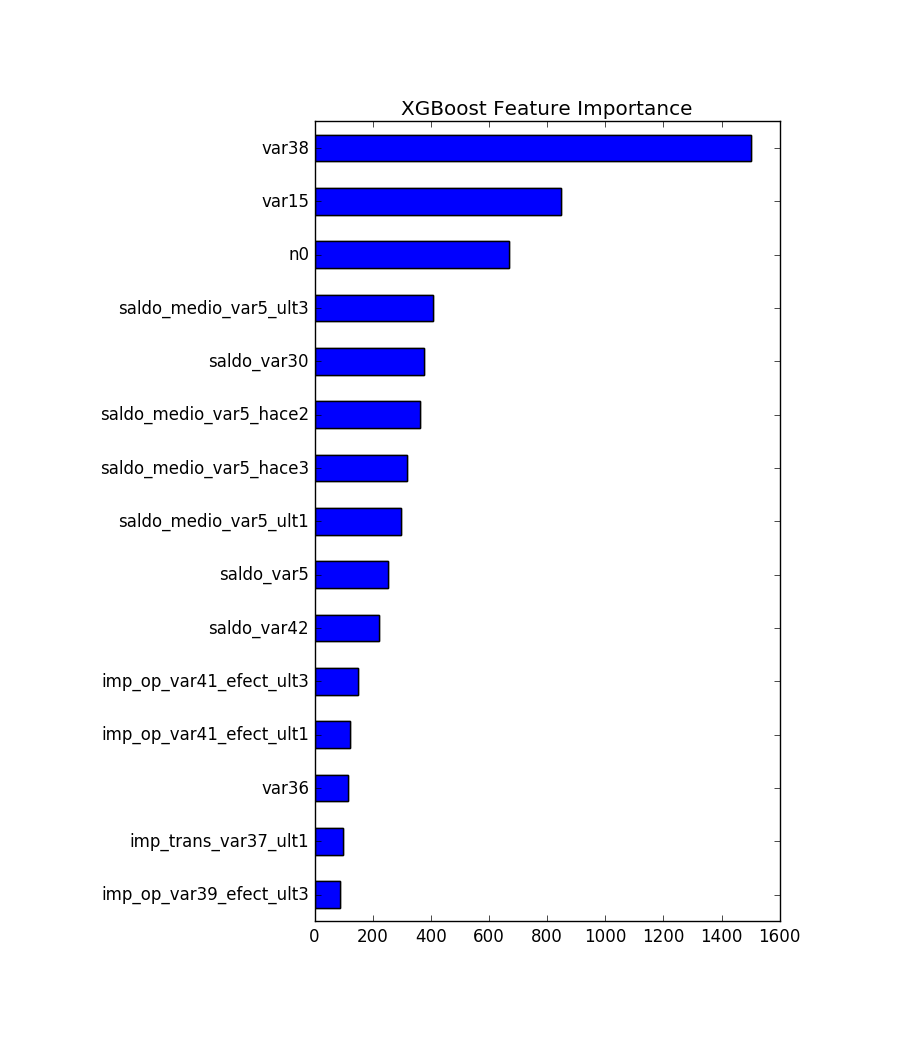 XGBoost Feature Importance
var38
var15
n0
saldo_medio_var5_ult3
saldo_var30
saldo_medio_var5_hace2
saldo_medio_var5_hace3
saldo_medio_var5_ult1
saldo_var5
saldo_var42
imp_op_var41_efect_ult3
imp_op_var41_efect_ult1
var36
imp_trans_var37_ult1
imp_op_var39_efect_ult3
0 200 400 600 800 1000 1200 1400 1600